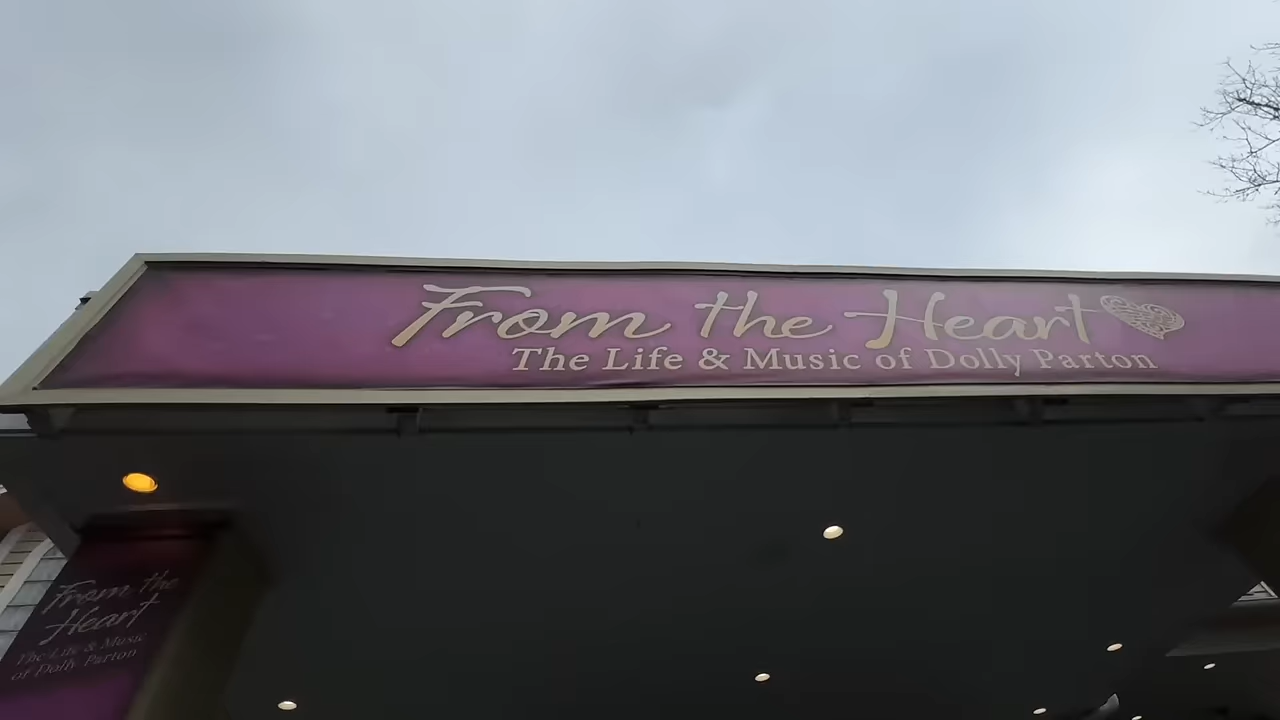 From the Heart
The Life & Music of Dolly Parton
From the
Heart
The Life & Music
of Dolly Parton